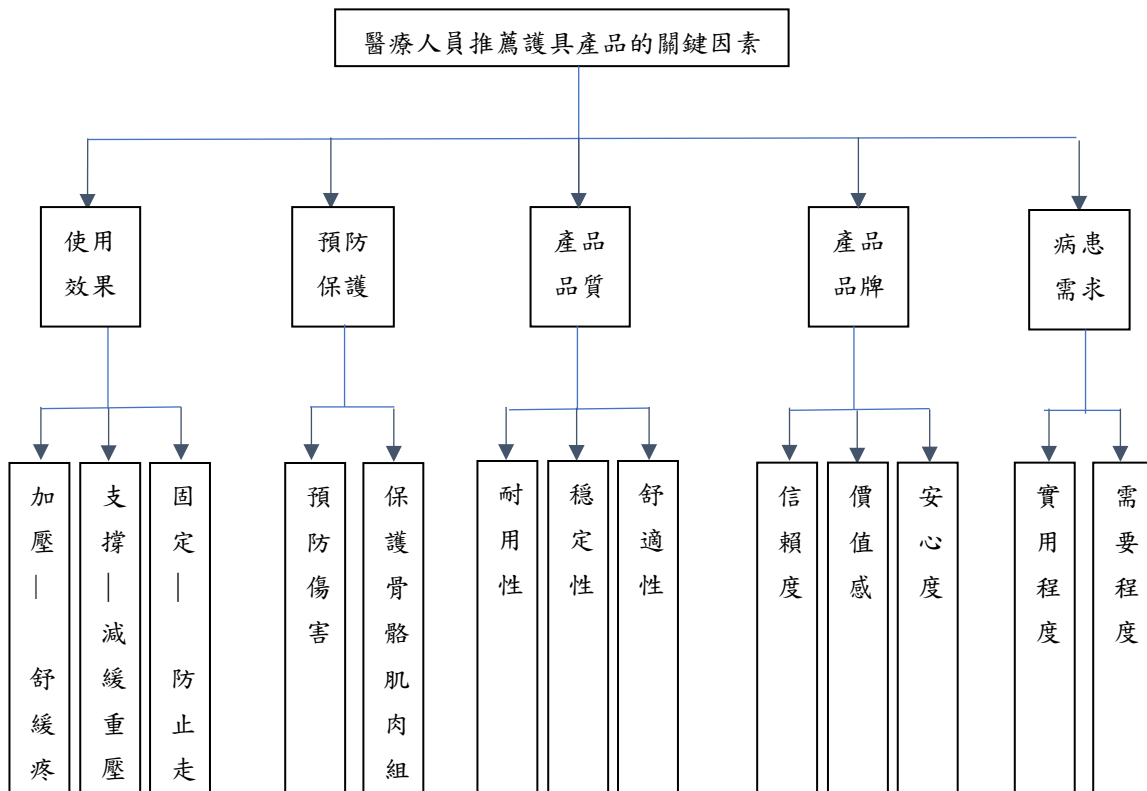 醫療人員推薦護具產品的關鍵因素
使用
效果
預防
保護
產品
品質
產品
品牌
病患
需求
加壓｜ 舒緩疼
支撐｜減緩重壓
固定｜ 防止走
預防傷害
保護骨骼肌肉組
耐用性
穩定性
舒適性
信賴度
價值感
安心度
實用程度
需要程度